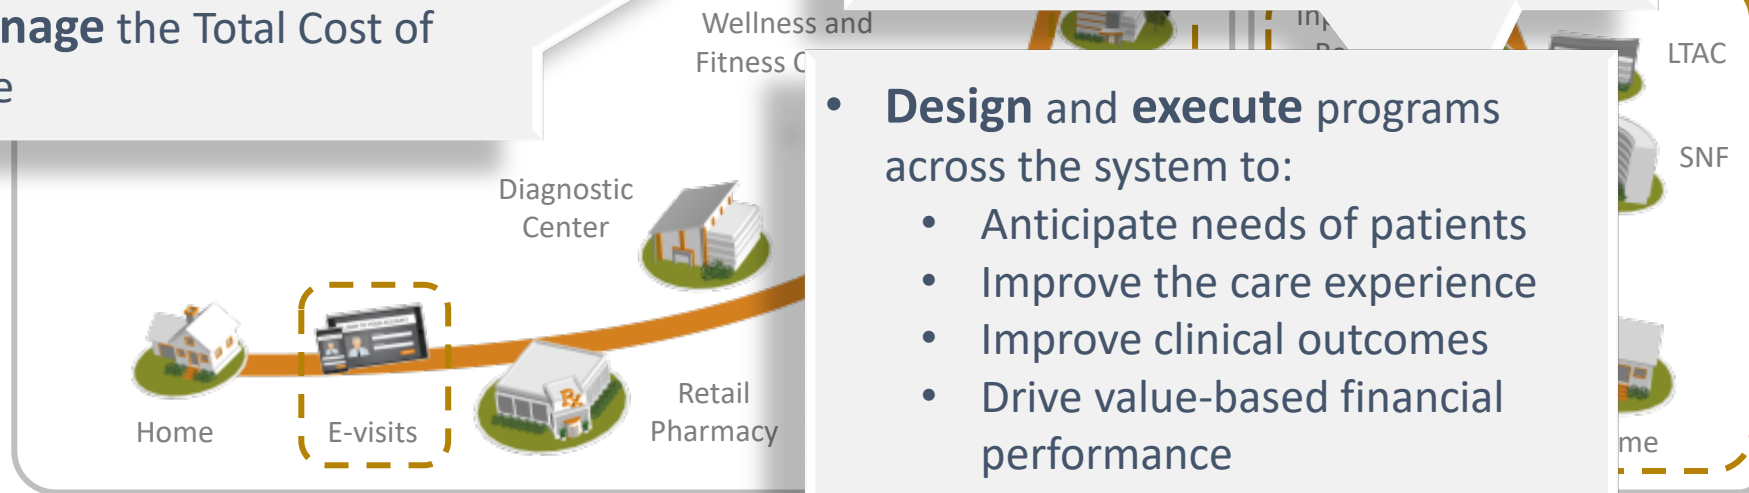 nage the Total Cost of
e
Wellness and
Fitness C
LTAC
SNF
Diagnostic
Center
Home
E-visits
Retail
Pharmacy
• Design and execute programs
across the system to:
• Anticipate needs of patients
• Improve the care experience
• Improve clinical outcomes
• Drive value-based financial
performance
me